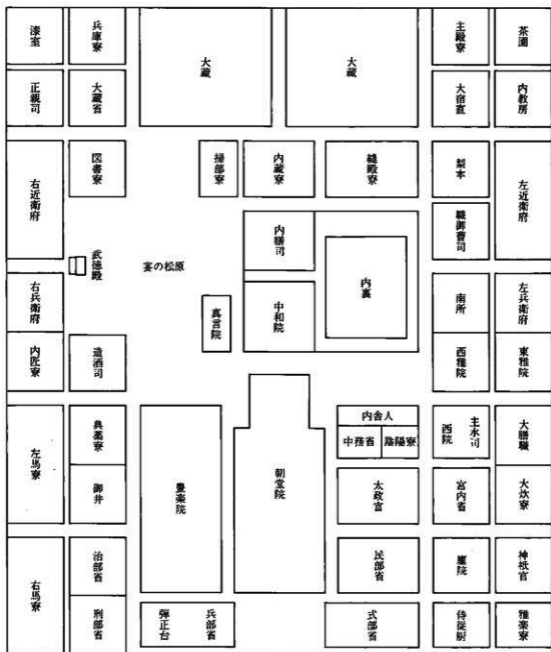 漆室
兵庫寮
大蔵
大蔵
主殿寮
茶園
正親司
大蔵省
大宿直
内教房
右近衛府
図書寮
掃部寮
内蔵寮
縫殿寮
梨本
左近衛府
職御曹司
内膳司
内裏
武徳殿
宴の松原
右兵衛府
真言院
中和院
南所
左兵衛府
内匠寮
造酒司
西雅院
東雅院
左馬寮
典薬寮
豊楽院
朝堂院
内舎人
中務省
陰陽寮
西院
主水司
大膳職
御井
太政官
宮内省
大炊寮
右馬寮
治部省
民部省
廩院
神祇官
刑部省
弾正台
兵部省
式部省
侍従厨
雅楽寮